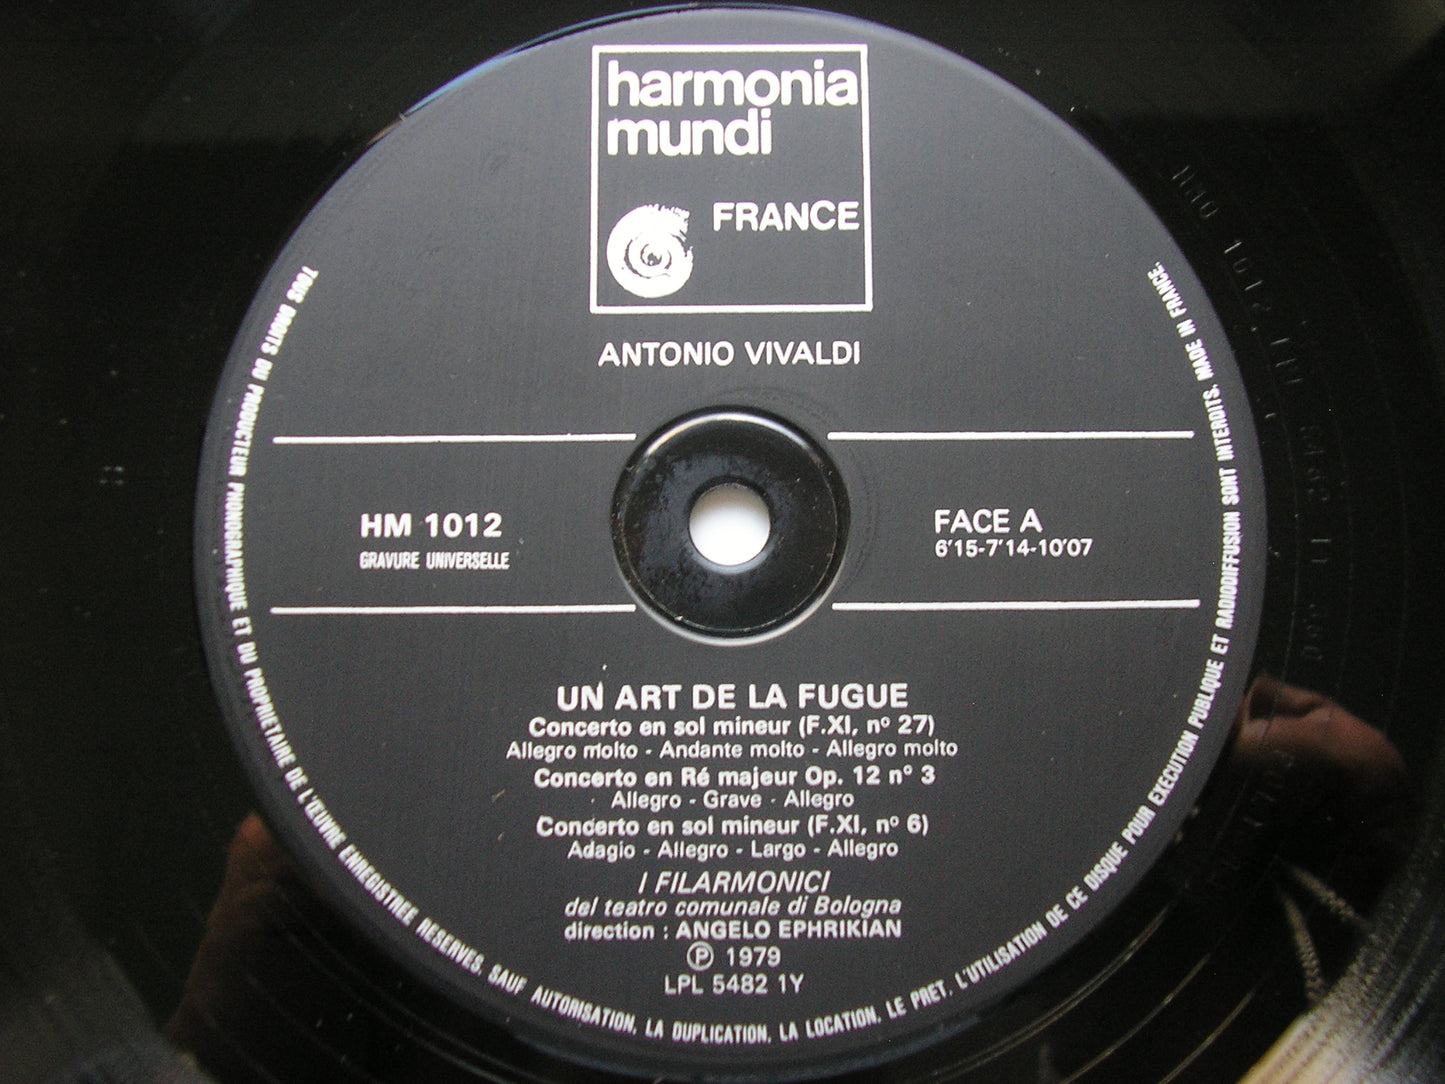 harmonia
mundi
FRANCE
ANTONIO VIVALDI
HM 1012
GRAVURE UNIVERSELLE
FACE A
6'15-7'14-10'07
UN ART DE LA FUGUE
Concerto en sol mineur (F.XI, nº 27)
Allegro molto - Andante molto - Allegro molto
Concerto en Ré majeur Op. 12 nº 3
Allegro - Grave - Allegro
Concerto en sol mineur (F.XI, nº 6)
Adagio - Allegro - Largo - Allegro
I FILARMONICI
del teatro comunale di Bologna
direction : ANGELO EPHRIKIAN
Ⓟ 1979
LPL 5482 1Y
TOUS DROITS DU PRODUCTEUR PHONOGRAPHIQUE ET DU PROPRIETAIRE DE L'ŒUVRE ENREGISTREE RESERVES. SAUF AUTORISATION, LA DUPLICATION, LA LOCATION, LE PRET, L'UTILISATION DE CE DISQUE POUR EXECUTION PUBLIQUE ET RADIODIFFUSION SONT INTERDITS. MADE IN FRANCE.